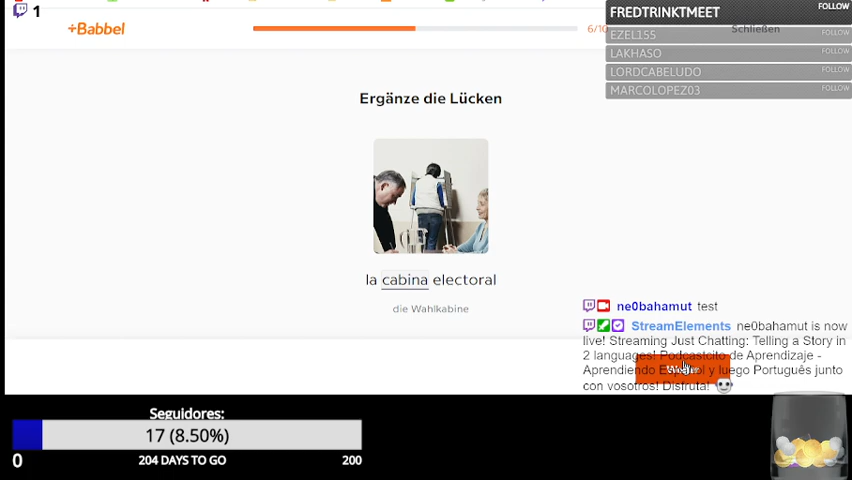 1
+Babbel
6/10
Schließen
FREDTRINKTMEET FOLLOW
EZEL155 FOLLOW
LAKHASO FOLLOW
LORDCABELUDO FOLLOW
MARCOLOPEZ03 FOLLOW
Ergänze die Lücken
la cabina electoral
die Wahlkabine
ne0bahamut test
StreamElements ne0bahamut is now
live! Streaming Just Chatting: Telling a Story in
2 languages! Podcastcito de Aprendizaje -
Aprendiendo Español y luego Português junto
con vosotros! Disfruta!
Seguidores:
17 (8.50%)
0 204 DAYS TO GO 200